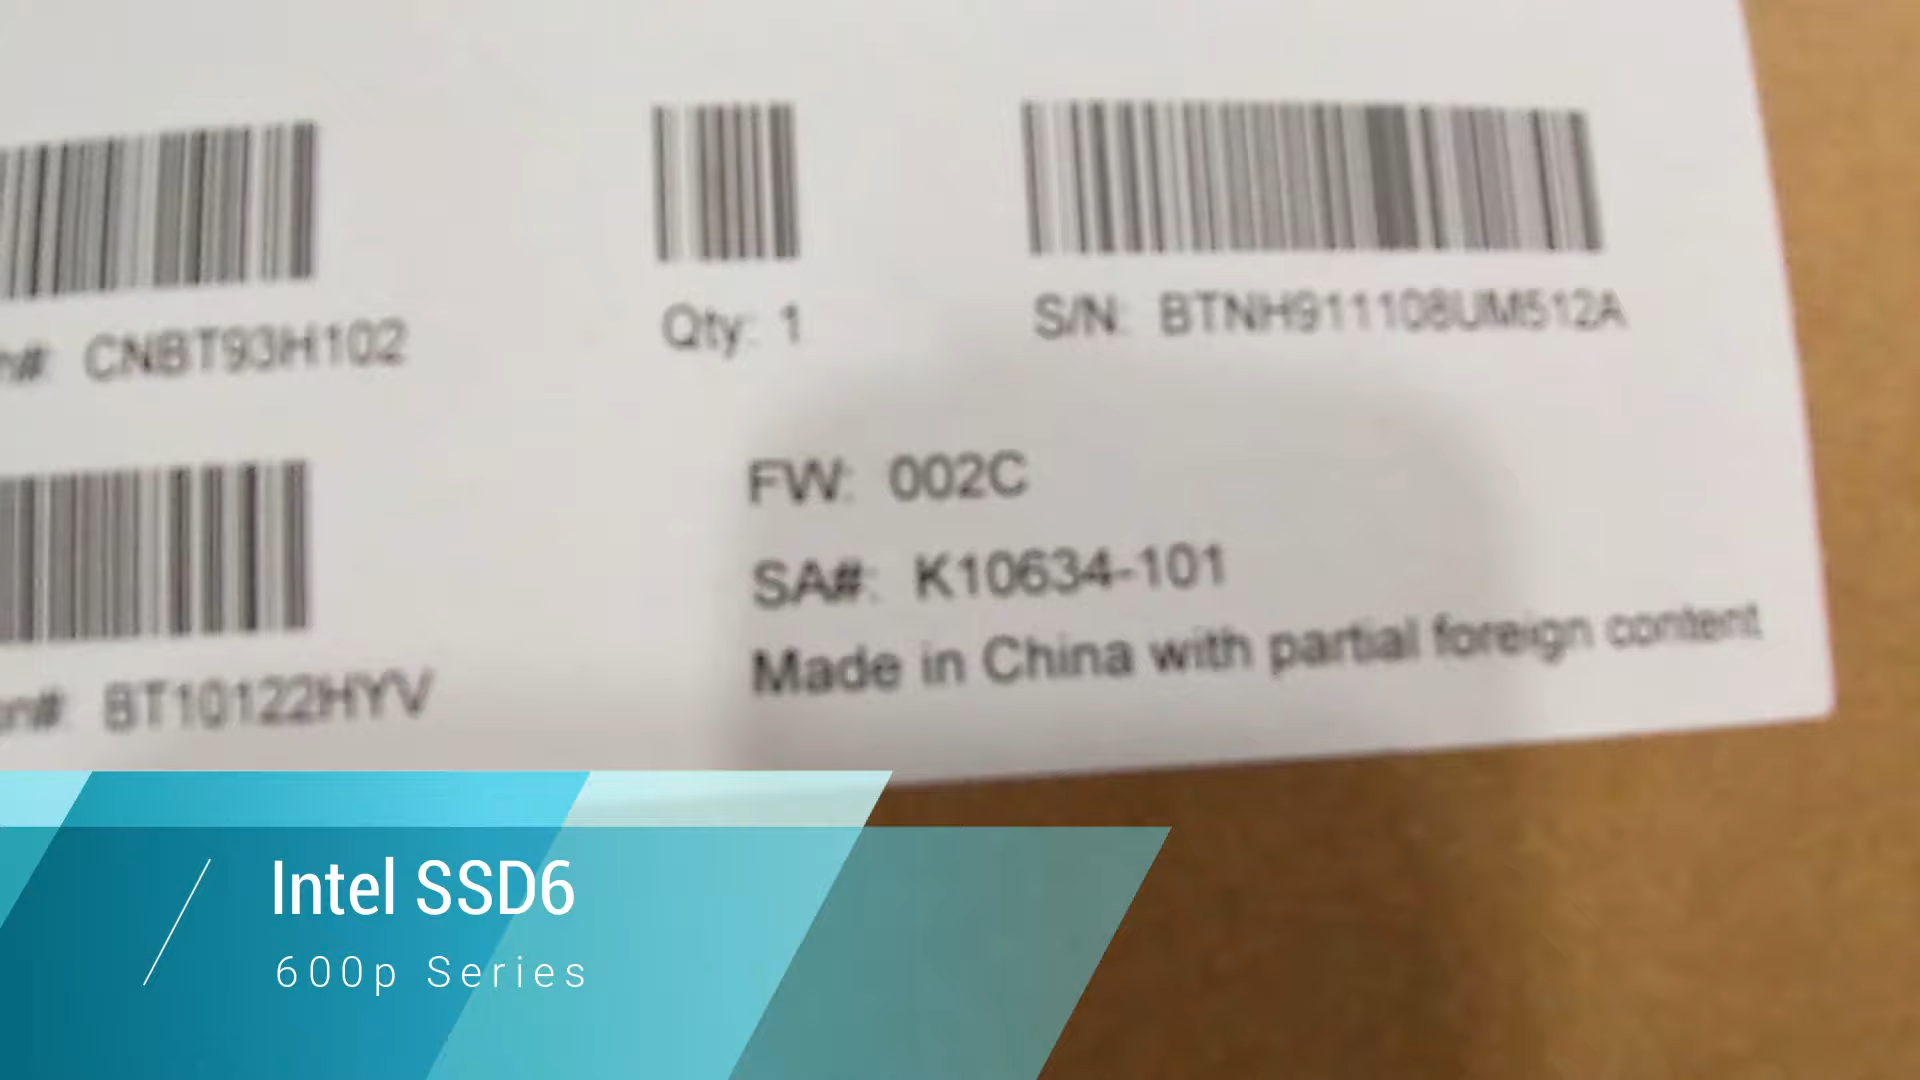 CNBT93H102
Qty: 1
S/N: BTNH911108UM512A
FW: 002C
SA#: K10634-101
Made in China with partial foreign content
BT10122HYV
Intel SSD6
600p Series